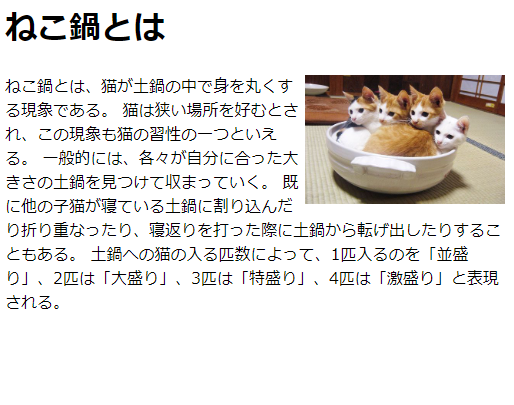 ねこ鍋とは
ねこ鍋とは、猫が土鍋の中で身を丸くす
る現象である。 猫は狭い場所を好むとさ
れ、この現象も猫の習性の一つといえ
る。 一般的には、各々が自分に合った大
きさの土鍋を見つけて収まっていく。 既
に他の子猫が寝ている土鍋に割り込んだ
り折り重なったり、寝返りを打った際に土鍋から転げ出したりするこ
ともある。 土鍋への猫の入る匹数によって、1匹入るのを「並盛
り」、2匹は「大盛り」、3匹は「特盛り」、4匹は「激盛り」と表現
される。